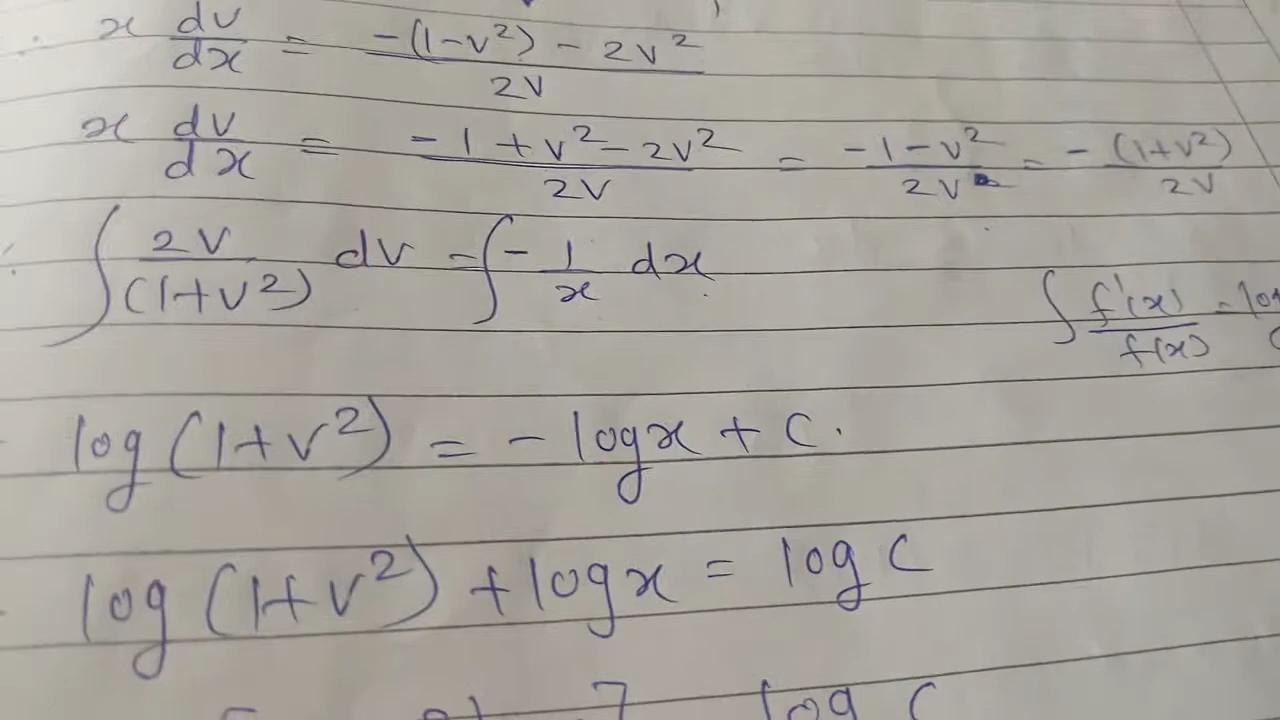 ∴ x dv/dx = -(1-v²) - 2v² / 2v
x dv/dx = -1 + v² - 2v² / 2v = -1-v² / 2v = -(1+v²) / 2v
∴ ∫ 2v/(1+v²) dv = ∫ -1/x dx
∫ f'(x)/f(x) = log
log (1+v²) = - log x + c.
log (1+v²) + log x = log c
log c